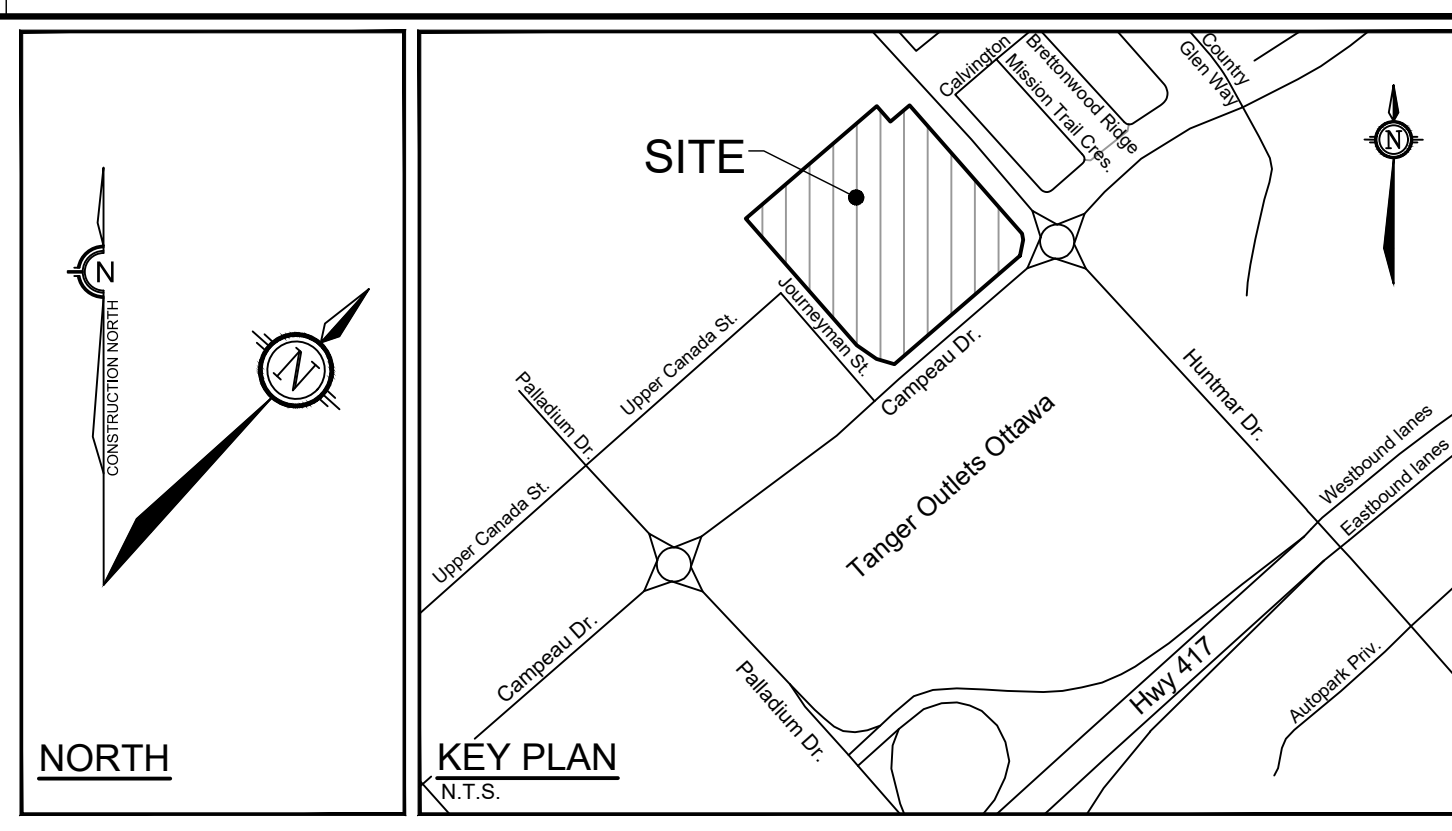 N
CONSTRUCTION NORTH
N
NORTH
SITE
Calvington
Brettonwood Ridge
Mission Trail Cres.
Country
Glen Way
N
Journeyman St.
Upper Canada St.
Campeau Dr.
Palladium Dr.
Huntmar Dr.
Tanger Outlets Ottawa
Westbound lanes
Eastbound lanes
Upper Canada St.
Campeau Dr.
Palladium Dr.
Hwy 417
Autopark Priv.
KEY PLAN
N.T.S.